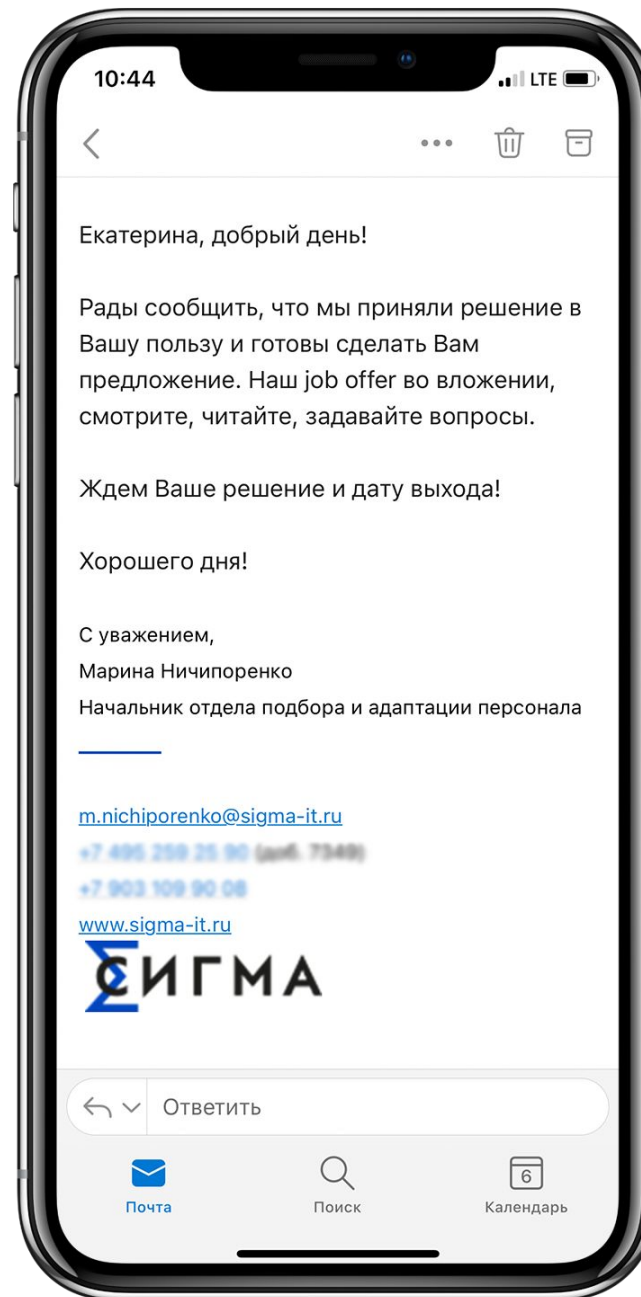 10:44
LTE
Екатерина, добрый день!
Рады сообщить, что мы приняли решение в
Вашу пользу и готовы сделать Вам
предложение. Наш job offer во вложении,
смотрите, читайте, задавайте вопросы.
Ждем Ваше решение и дату выхода!
Хорошего дня!
С уважением,
Марина Ничипоренко
Начальник отдела подбора и адаптации персонала
m.nichiporenko@sigma-it.ru
www.sigma-it.ru
СИГМА
Ответить
6
Почта
Поиск
Календарь